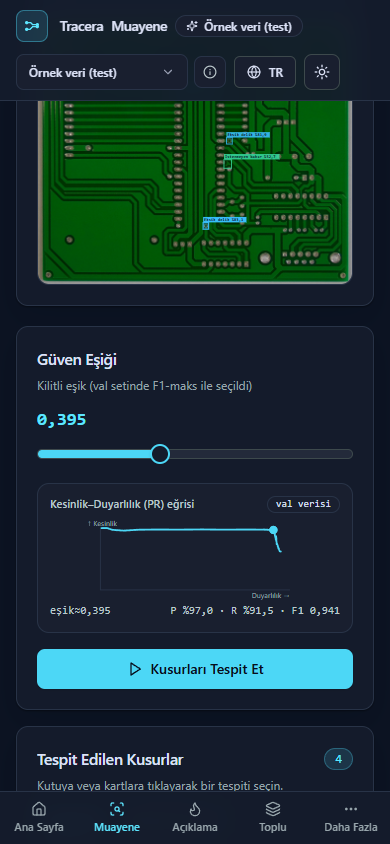 Tracera Muayene Örnek veri (test)
Örnek veri (test)
TR
Güven Eşiği
Kilitli eşik (val setinde F1-maks ile seçildi)
0,395
Kesinlik–Duyarlılık (PR) eğrisi
val verisi
↑ Kesinlik
Duyarlılık →
eşik≈0,395
P %97,0 · R %91,5 · F1 0,941
Kusurları Tespit Et
Tespit Edilen Kusurlar
4
Kutuya veya kartlara tıklayarak bir tespiti seçin.
Ana Sayfa
Muayene
Açıklama
Toplu
Daha Fazla